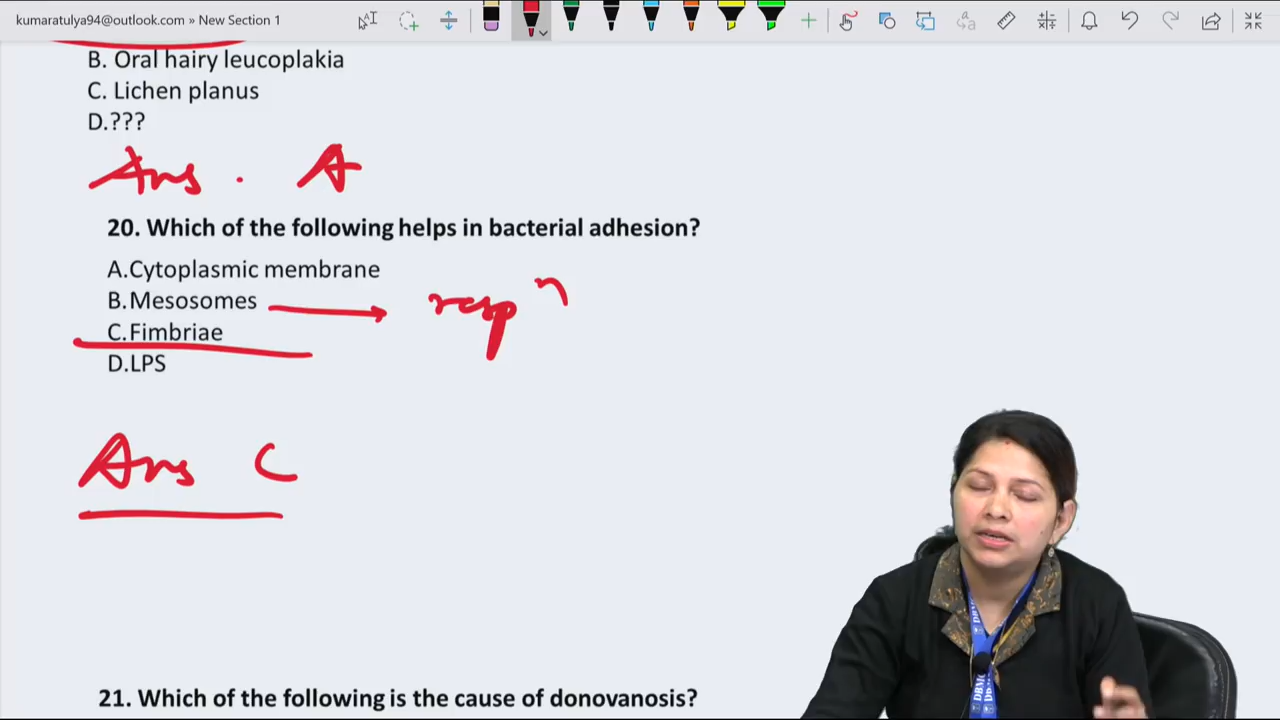 kumaratulya94@outlook.com » New Section 1
B. Oral hairy leucoplakia
C. Lichen planus
D.???
Ans . A
20. Which of the following helps in bacterial adhesion?
A.Cytoplasmic membrane
B.Mesosomes → resp n
C.Fimbriae
D.LPS
Ans C
21. Which of the following is the cause of donovanosis?